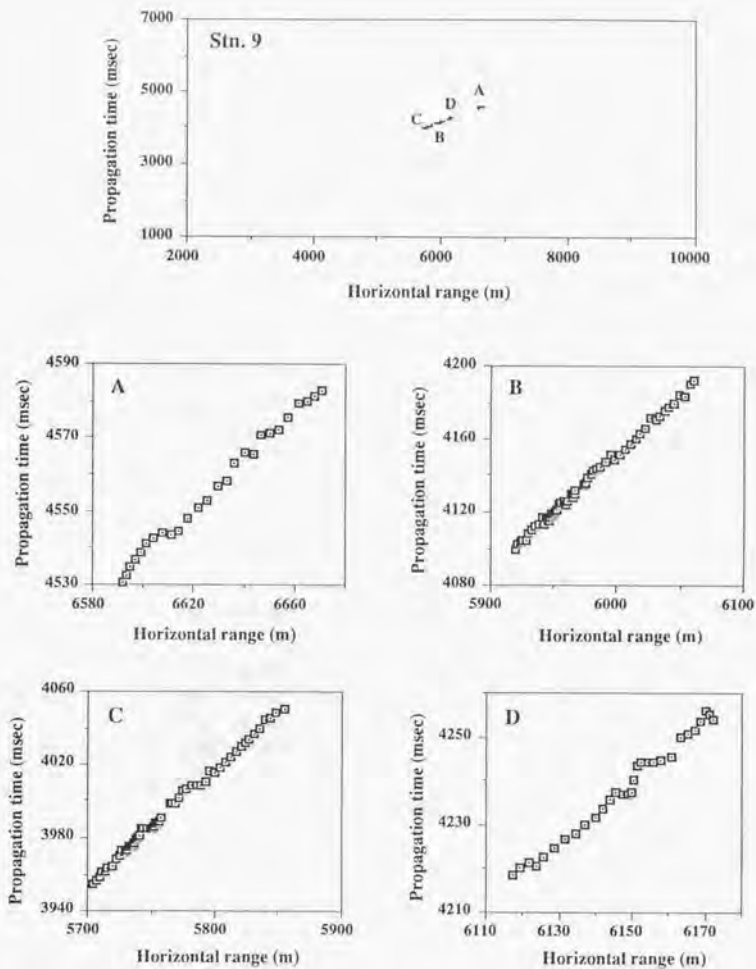 7000
5000
3000
1000
Propagation time (msec)
Stn. 9
A
D
C
B
2000
4000
6000
8000
10000
Horizontal range (m)
4590
4570
4550
4530
Propagation time (msec)
A
6580
6620
6660
Horizontal range (m)
4200
4160
4120
4080
Propagation time (msec)
B
5900
6000
6100
Horizontal range (m)
4060
4020
3980
3940
Propagation time (msec)
C
5700
5800
5900
Horizontal range (m)
4250
4230
4210
Propagation time (msec)
D
6110
6130
6150
6170
Horizontal range (m)